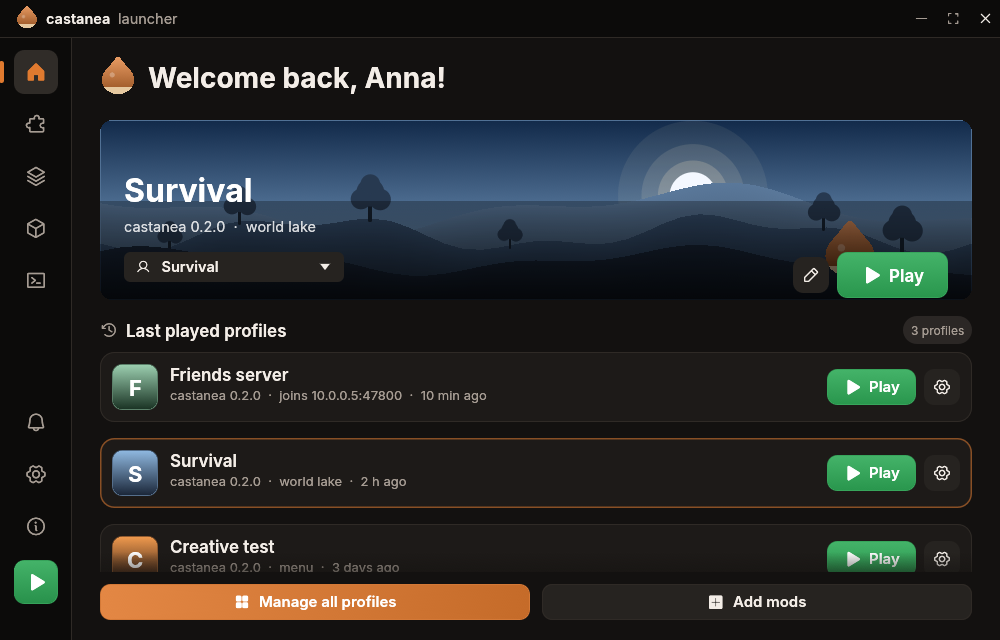 castanea launcher
Welcome back, Anna!
Survival
castanea 0.2.0 · world lake
Survival
Play
Last played profiles
3 profiles
F
Friends server
castanea 0.2.0 · joins 10.0.0.5:47800 · 10 min ago
Play
S
Survival
castanea 0.2.0 · world lake · 2 h ago
Play
C
Creative test
castanea 0.2.0 · menu · 3 days ago
Play
Manage all profiles
Add mods